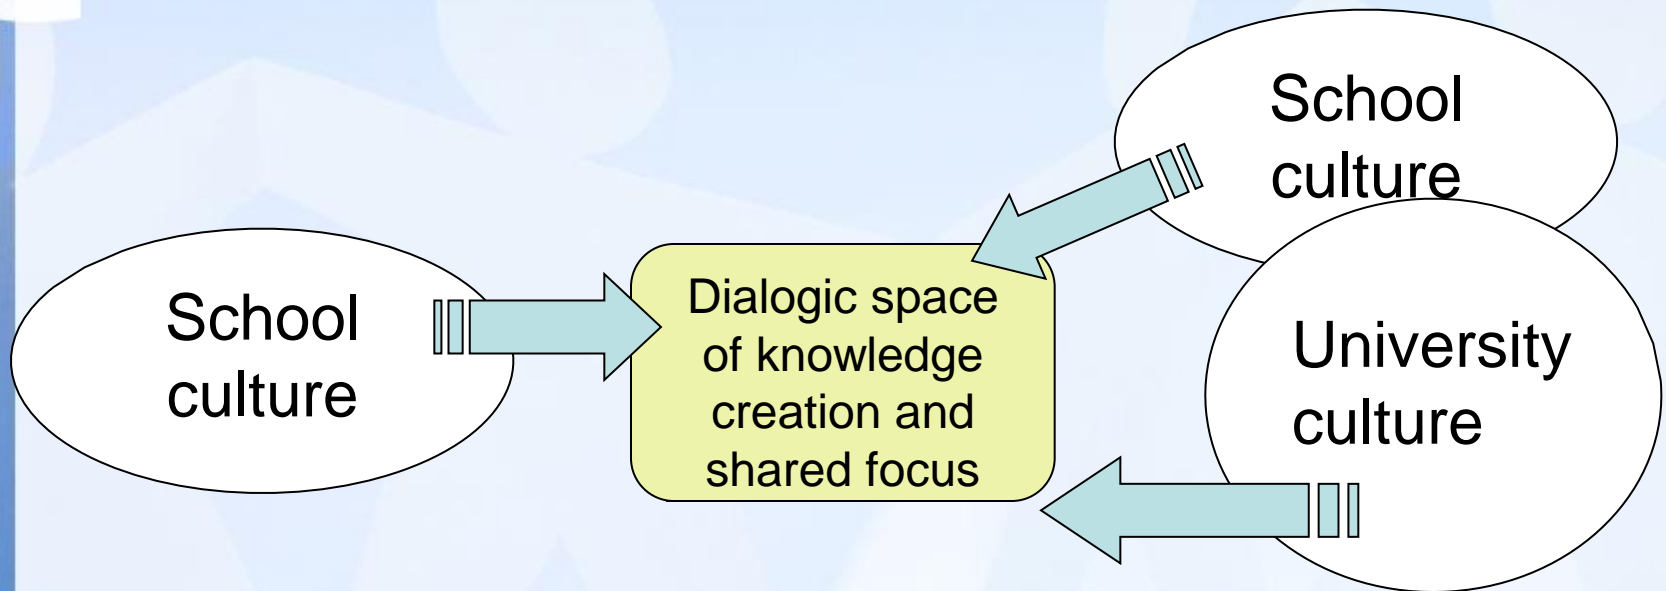 School
culture
Dialogic space
of knowledge
creation and
shared focus
School
culture
University
culture